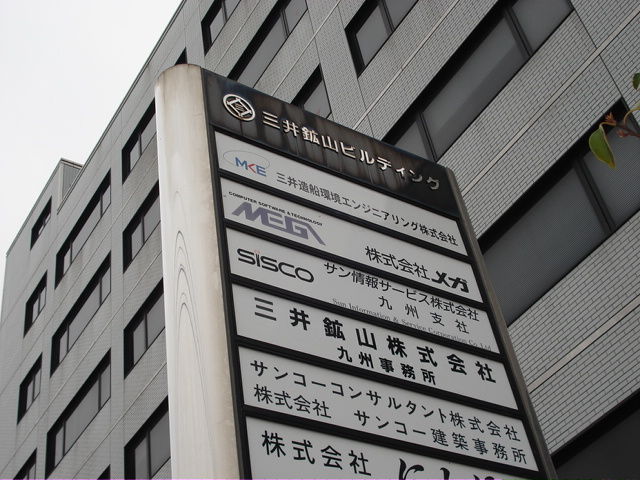 三井鉱山ビルディング
MKE 三井造船環境エンジニアリング株式会社
COMPUTER SOFTWARE & TECHNOLOGY
MEGA 株式会社メガ
SiSCO サン情報サービス株式会社
九州支社
Sun Information & Service Corporation Co.,Ltd.
三井鉱山株式会社
九州事務所
サンコーコンサルタント株式会社
株式会社 サンコー建築事務所
株式会社